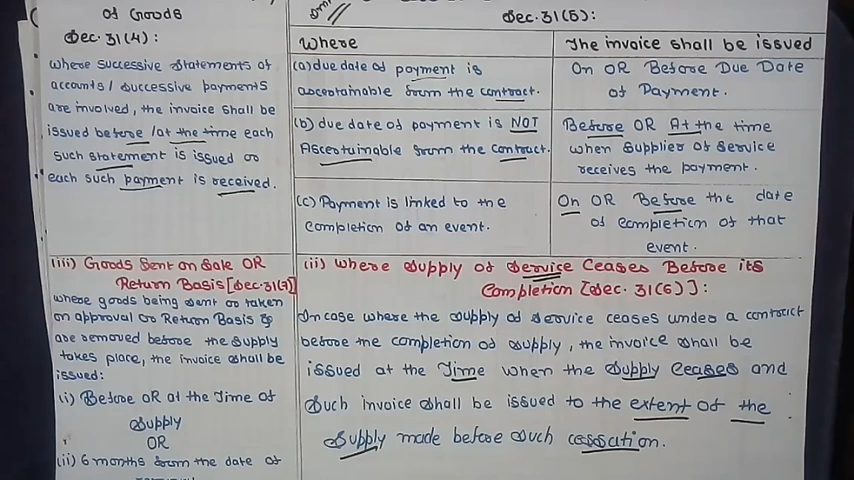 of Goods
Sec. 31(4):
where successive statements of
accounts / successive payments
are involved, the invoice shall be
issued before / at the time each
such statement is issued or
each such payment is received.
(iii) Goods Sent on Sale OR
Return Basis [Sec. 31(7)]
where goods being sent or taken
on approval or Return Basis &
are removed before the supply
takes place, the invoice shall be
issued:
(i) Before OR at the Time of
Supply
OR
(ii) 6 months from the date of
Sec. 31(5):
Where
The invoice shall be issued
(a) due date of payment is
ascertainable from the contract.
On OR Before Due Date
of Payment.
(b) due date of payment is NOT
Ascertainable from the contract.
Before OR At the time
when Supplier of Service
receives the payment.
(c) Payment is linked to the
completion of an event.
On OR Before the date
of completion of that
event.
(ii) Where Supply of Service Ceases Before its
Completion [Sec. 31(6)]:
In case where the supply of service ceases under a contract
before the completion of supply, the invoice shall be
issued at the Time when the Supply Ceases and
Such invoice shall be issued to the extent of the
Supply made before such cessation.